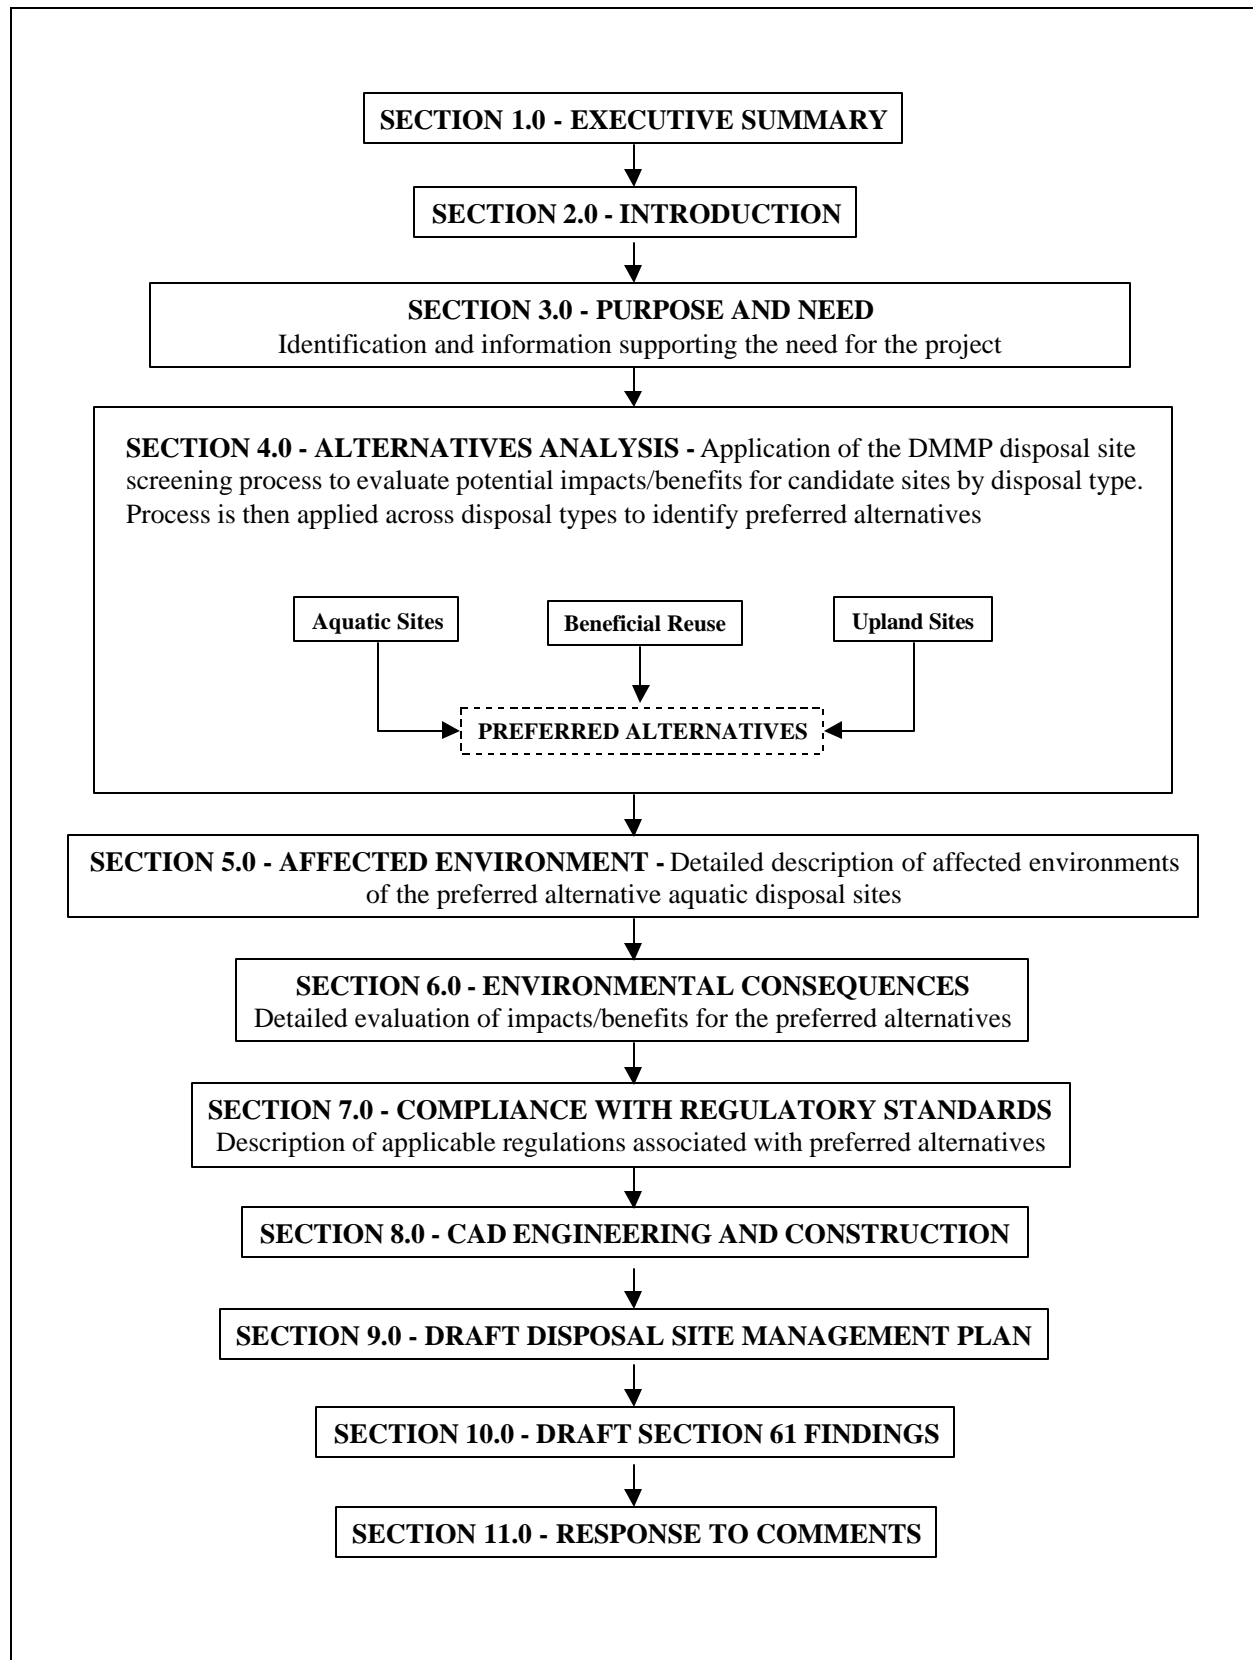 SECTION 1.0 - EXECUTIVE SUMMARY
SECTION 2.0 - INTRODUCTION
SECTION 3.0 - PURPOSE AND NEED
Identification and information supporting the need for the project
SECTION 4.0 - ALTERNATIVES ANALYSIS - Application of the DMMP disposal site
screening process to evaluate potential impacts/benefits for candidate sites by disposal type.
Process is then applied across disposal types to identify preferred alternatives
Aquatic Sites
Beneficial Reuse
Upland Sites
PREFERRED ALTERNATIVES
SECTION 5.0 - AFFECTED ENVIRONMENT - Detailed description of affected environments
of the preferred alternative aquatic disposal sites
SECTION 6.0 - ENVIRONMENTAL CONSEQUENCES
Detailed evaluation of impacts/benefits for the preferred alternatives
SECTION 7.0 - COMPLIANCE WITH REGULATORY STANDARDS
Description of applicable regulations associated with preferred alternatives
SECTION 8.0 - CAD ENGINEERING AND CONSTRUCTION
SECTION 9.0 - DRAFT DISPOSAL SITE MANAGEMENT PLAN
SECTION 10.0 - DRAFT SECTION 61 FINDINGS
SECTION 11.0 - RESPONSE TO COMMENTS